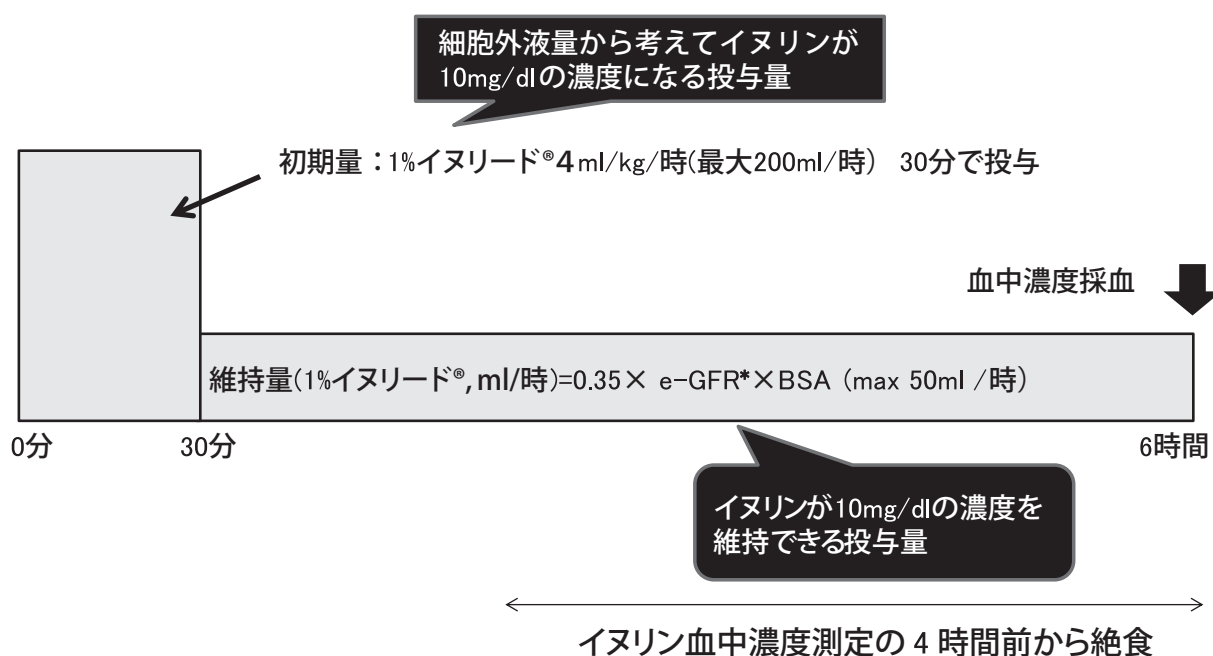 細胞外液量から考えてイヌリンが
10mg/dlの濃度になる投与量
初期量：1%イヌリード®4ml/kg/時(最大200ml/時)　30分で投与
血中濃度採血
維持量(1%イヌリード®,ml/時)=0.35× e-GFR*×BSA (max 50ml /時)
0分
30分
6時間
イヌリンが10mg/dlの濃度を
維持できる投与量
イヌリン血中濃度測定の 4 時間前から絶食